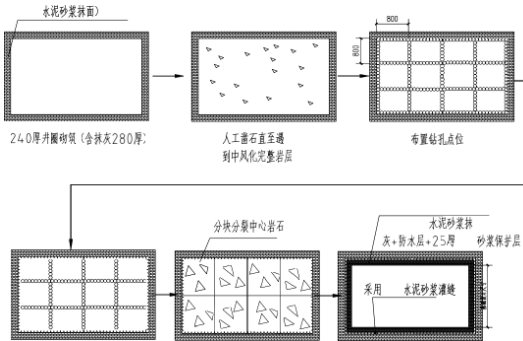 水泥砂浆抹面)
800
800
240厚井圈砌筑(含抹灰280厚)
人工凿石直至遇
到中风化完整岩层
布置钻孔点位
分块分裂中心岩石
水泥砂浆抹
灰+防水层+25厚 砂浆保护层
采用 水泥砂浆灌缝